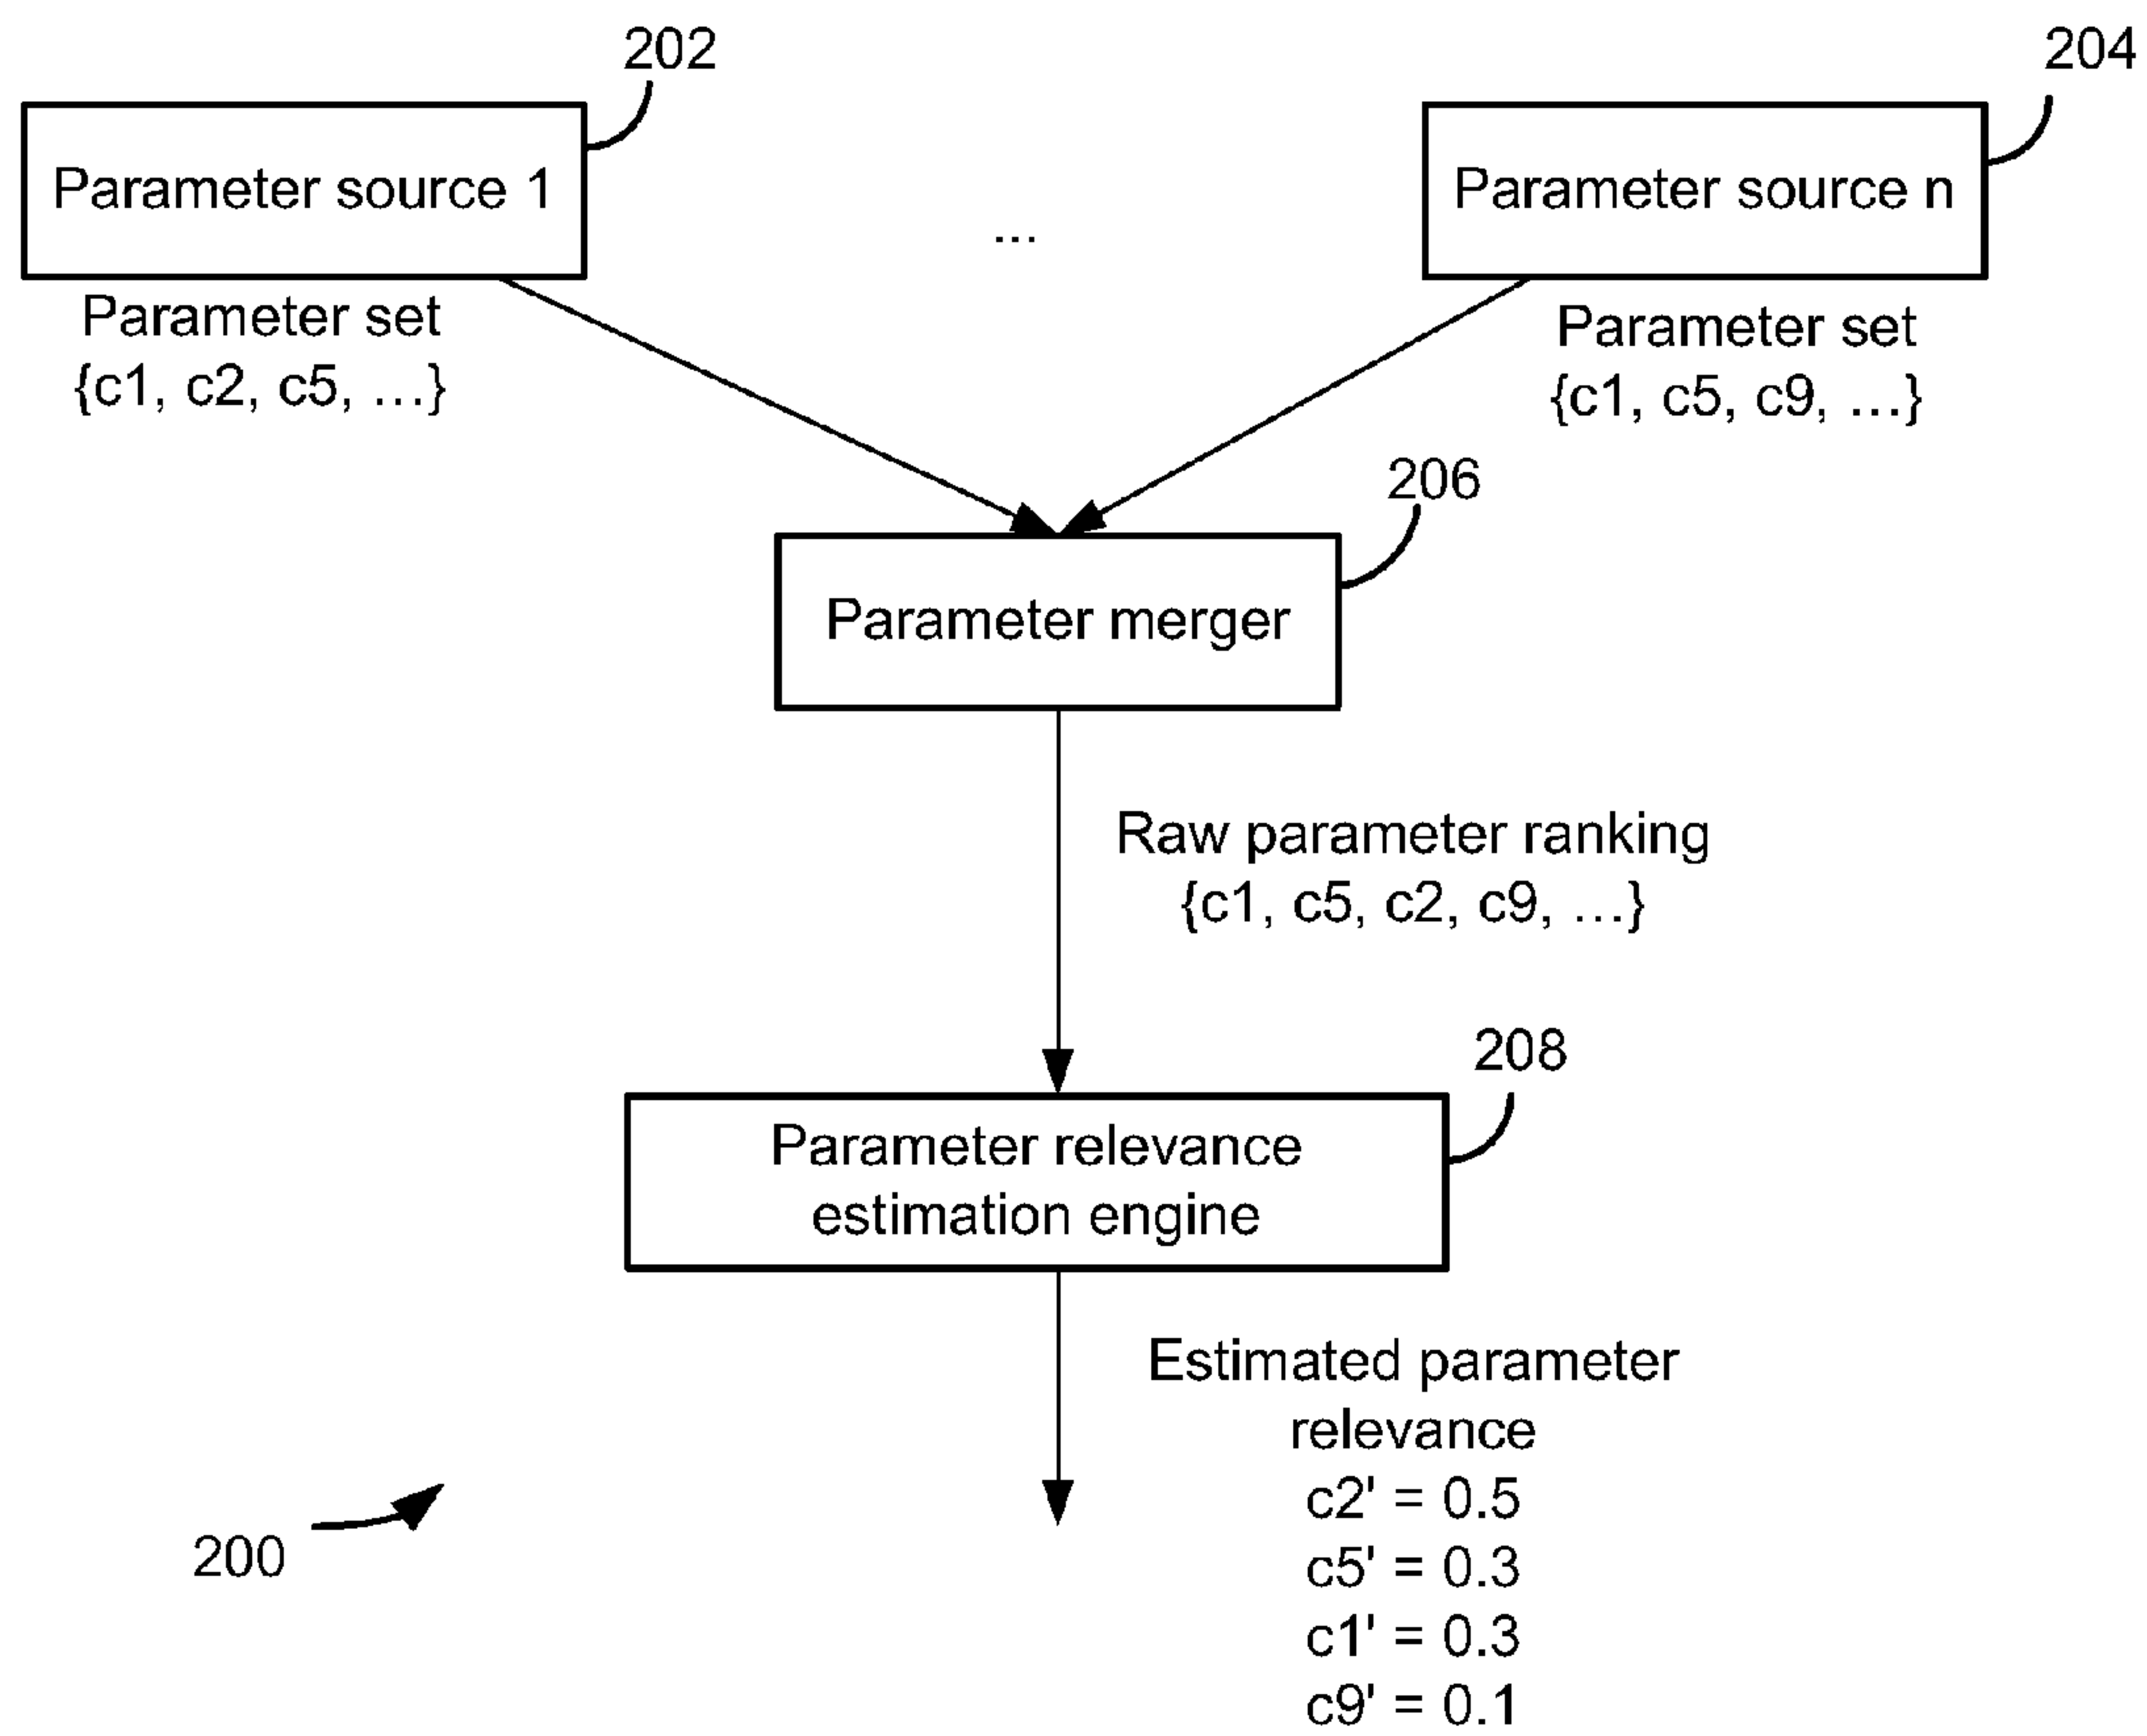 202
204
Parameter source 1
...
Parameter source n
Parameter set
{c1, c2, c5, ...}
Parameter set
{c1, c5, c9, ...}
206
Parameter merger
Raw parameter ranking
{c1, c5, c2, c9, ...}
208
Parameter relevance
estimation engine
Estimated parameter
relevance
c2' = 0.5
c5' = 0.3
c1' = 0.3
c9' = 0.1
200